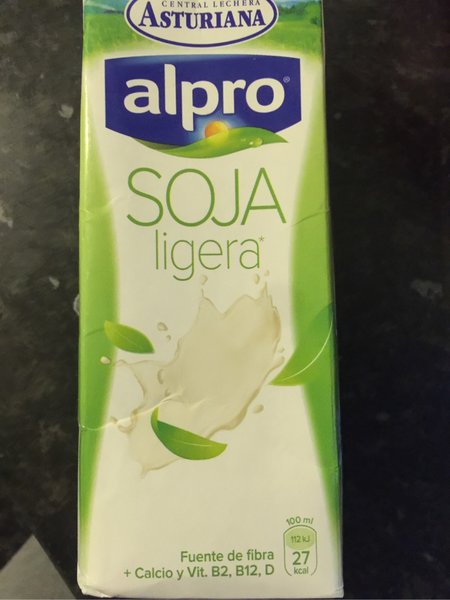 CENTRAL LECHERA
ASTURIANA
alpro®
SOJA
ligera*
100 ml
112 kJ
27
kcal
Fuente de fibra
+ Calcio y Vit. B2, B12, D